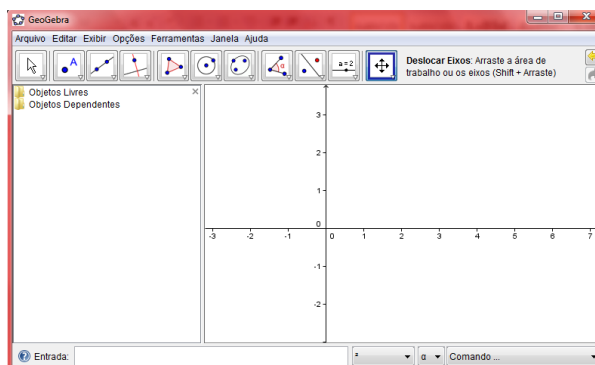 GeoGebra
Arquivo Editar Exibir Opções Ferramentas Janela Ajuda
A
α
a=2
Deslocar Eixos: Arraste a área de
trabalho ou os eixos (Shift + Arraste)
Objetos Livres
Objetos Dependentes
3
2
1
0
-3 -2 -1 0 1 2 3 4 5 6 7
-1
-2
Entrada:
² α Comando ...